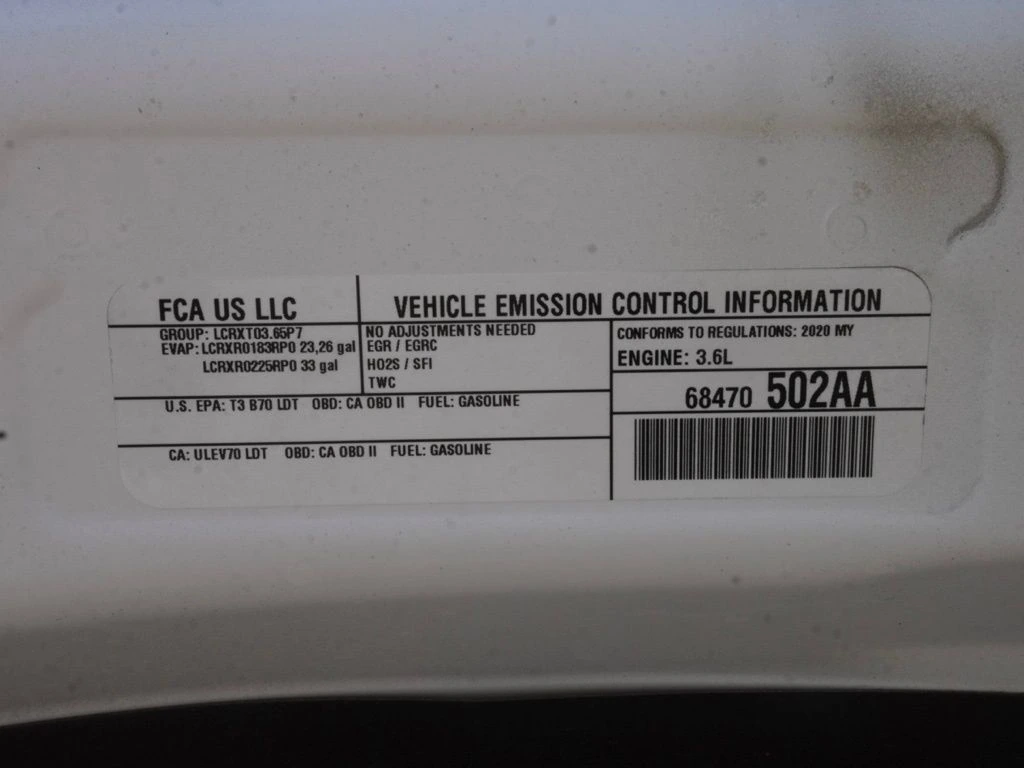 FCA US LLC
VEHICLE EMISSION CONTROL INFORMATION
GROUP: LCRXT03.65P7
EVAP: LCRXR0183RP0 23,26 gal
LCRXR0225RP0 33 gal
NO ADJUSTMENTS NEEDED
EGR / EGRC
HO2S / SFI
TWC
CONFORMS TO REGULATIONS: 2020 MY
ENGINE: 3.6L
68470 502AA
U.S. EPA: T3 B70 LDT OBD: CA OBD II FUEL: GASOLINE
CA: ULEV70 LDT OBD: CA OBD II FUEL: GASOLINE